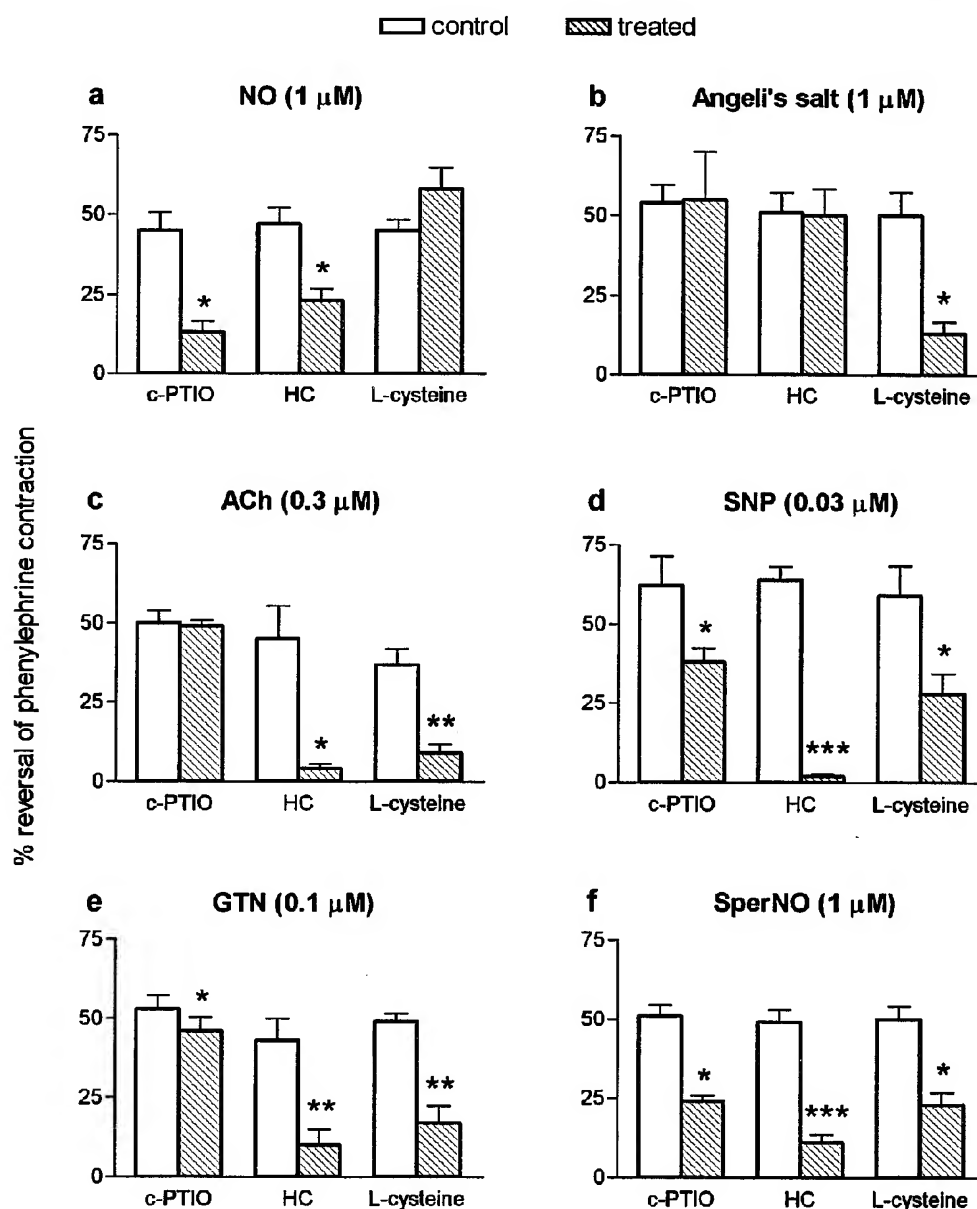 control treated
a NO (1 μM) b Angeli's salt (1 μM)
75 75
50 50
25 25
* * *
0 0
c-PTIO HC L-cysteine c-PTIO HC L-cysteine
% reversal of phenylephrine contraction
c ACh (0.3 μM) d SNP (0.03 μM)
75 75
50 50
25 25
* ** * *** *
0 0
c-PTIO HC L-cysteine c-PTIO HC L-cysteine
e GTN (0.1 μM) f SperNO (1 μM)
75 75
50 50
25 25
* ** ** * *** *
0 0
c-PTIO HC L-cysteine c-PTIO HC L-cysteine